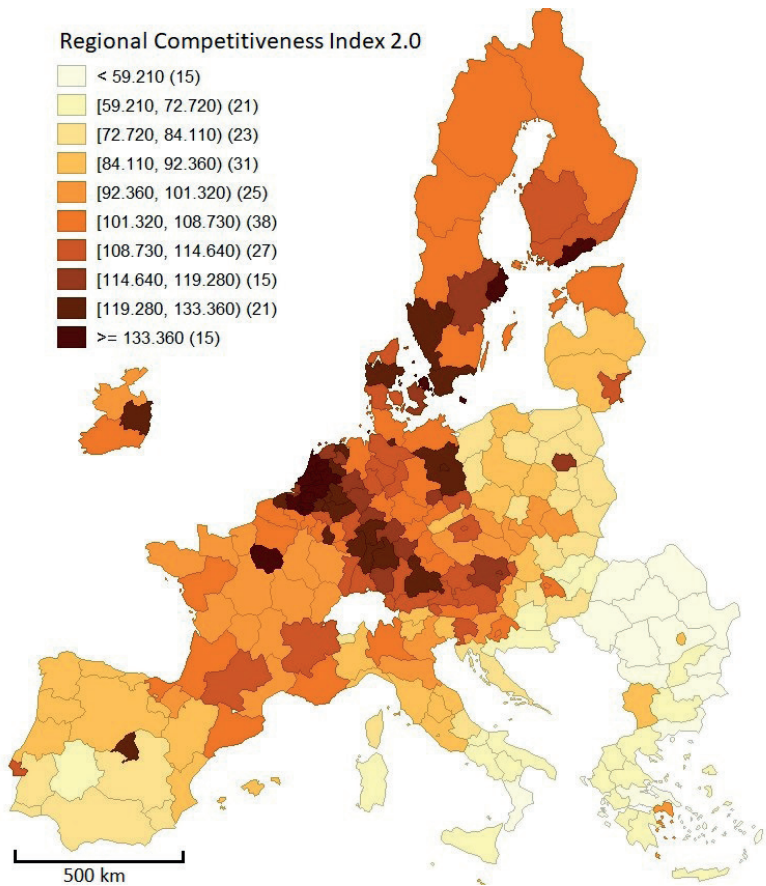 Regional Competitiveness Index 2.0
< 59.210 (15)
[59.210, 72.720) (21)
[72.720, 84.110) (23)
[84.110, 92.360) (31)
[92.360, 101.320) (25)
[101.320, 108.730) (38)
[108.730, 114.640) (27)
[114.640, 119.280) (15)
[119.280, 133.360) (21)
>= 133.360 (15)
500 km